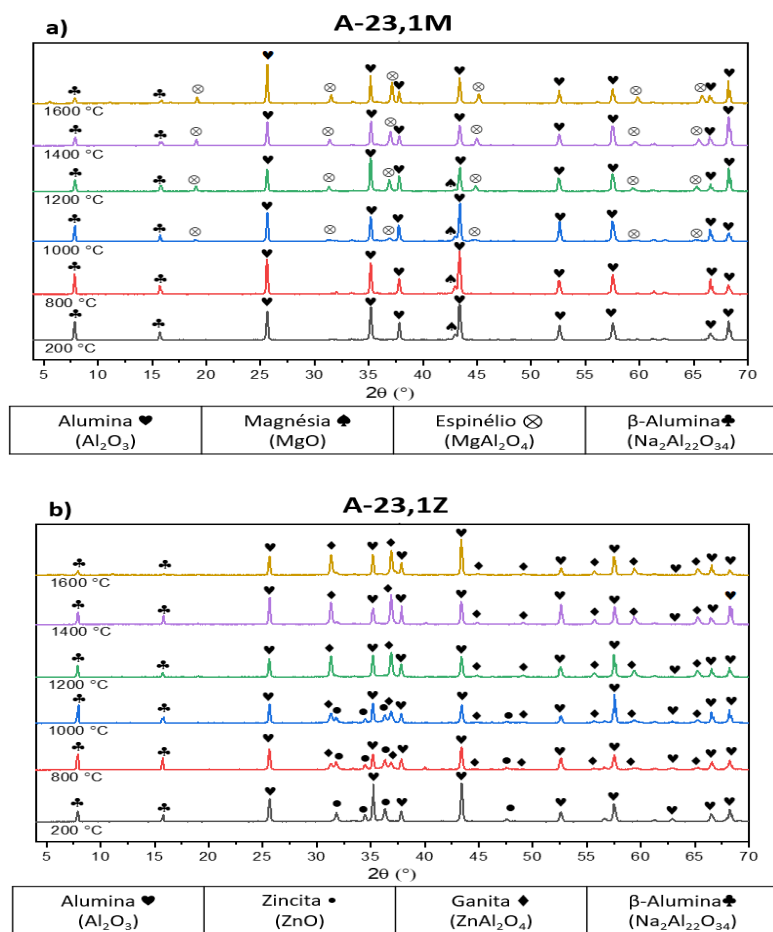 a)
A-23,1M
1600 °C
1400 °C
1200 °C
1000 °C
800 °C
200 °C
5 10 15 20 25 30 35 40 45 50 55 60 65 70
2θ (°)
Alumina ♥ Magnésia ♠ Espinélio ⊗ β-Alumina♣
(Al₂O₃) (MgO) (MgAl₂O₄) (Na₂Al₂₂O₃₄)
b)
A-23,1Z
1600 °C
1400 °C
1200 °C
1000 °C
800 °C
200 °C
5 10 15 20 25 30 35 40 45 50 55 60 65 70
2θ (°)
Alumina ♥ Zincita • Ganita ♦ β-Alumina♣
(Al₂O₃) (ZnO) (ZnAl₂O₄) (Na₂Al₂₂O₃₄)